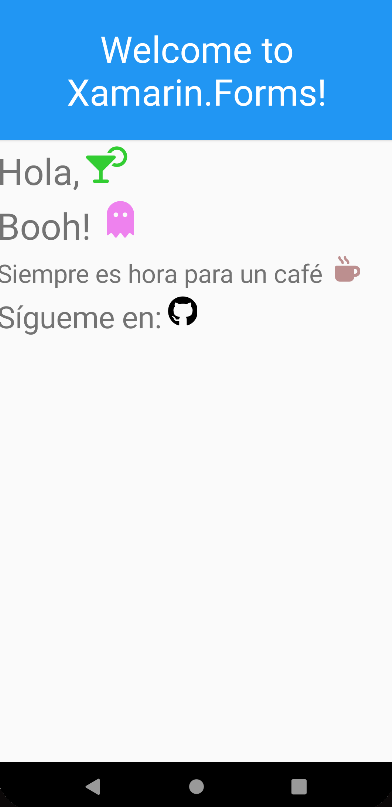 Welcome to
Xamarin.Forms!
Hola,
Booh!
Siempre es hora para un café
Sígueme en: